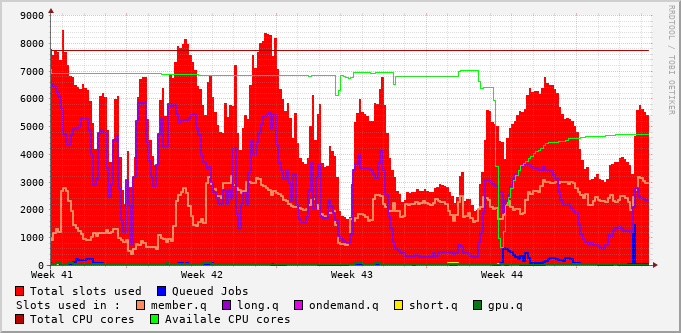 9000
8000
7000
6000
5000
4000
3000
2000
1000
0
Week 41 Week 42 Week 43 Week 44
RRDTOOL / TOBI OETIKER
Total slots used Queued Jobs
Slots used in : member.q long.q ondemand.q short.q gpu.q
Total CPU cores Availale CPU cores